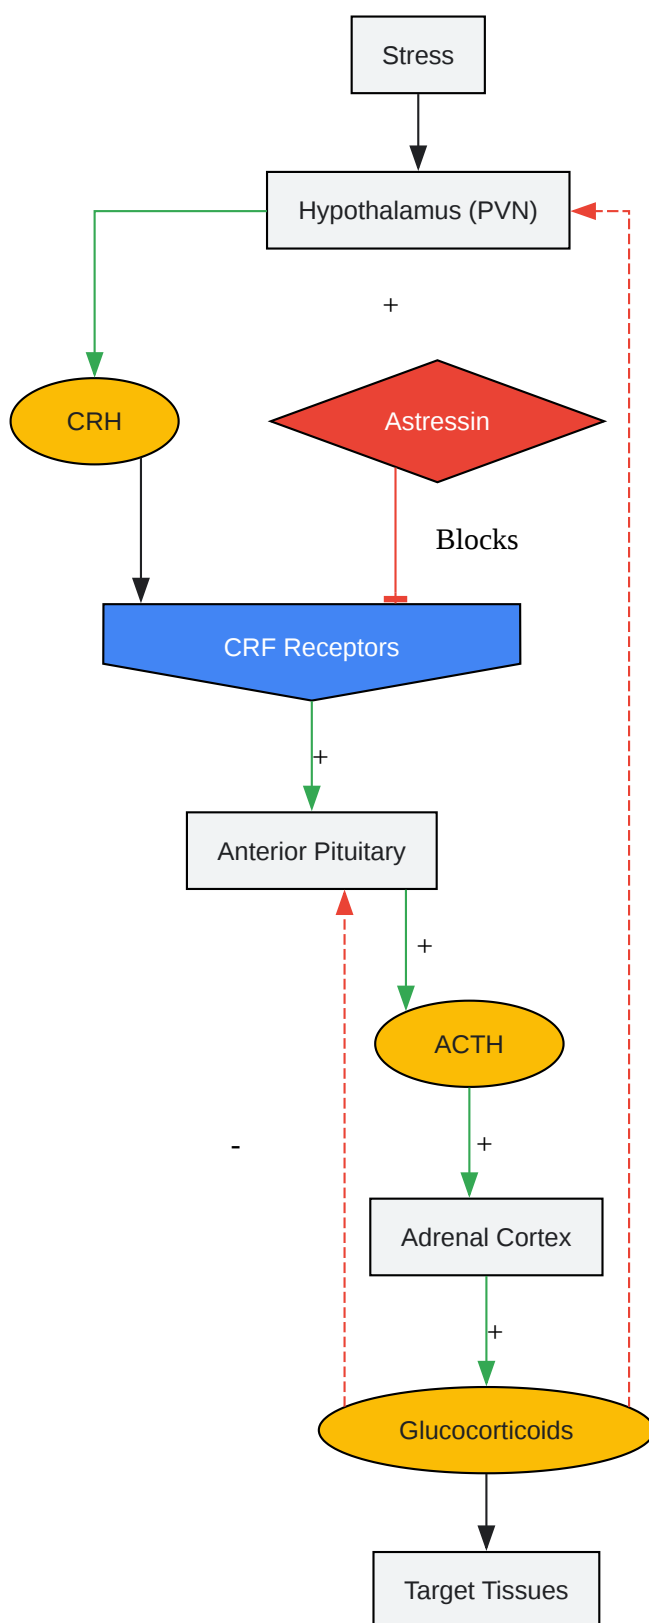 Stress
Hypothalamus (PVN)
+
CRH
Astressin
Blocks
CRF Receptors
+
Anterior Pituitary
+
ACTH
-
+
Adrenal Cortex
+
Glucocorticoids
Target Tissues